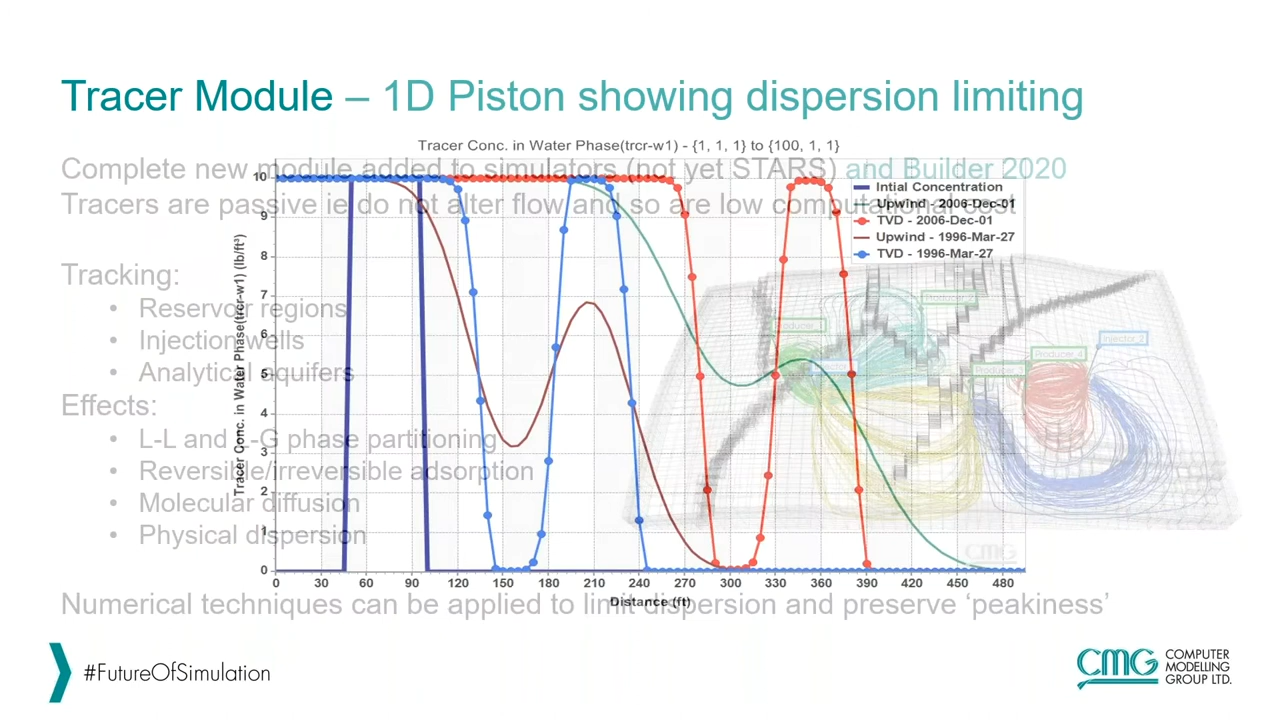 Tracer Module – 1D Piston showing dispersion limiting
Tracer Conc. in Water Phase(trcr-w1) - {1, 1, 1} to {100, 1, 1}
Complete new module added to simulators (not yet STARS) and Builder 2020
Tracers are passive ie do not alter flow and so are low computational cost
Intial Concentration
Upwind - 2006-Dec-01
TVD - 2006-Dec-01
Upwind - 1996-Mar-27
TVD - 1996-Mar-27
Tracer Conc. in Water Phase(trcr-w1) (lb/ft³)
10
9
8
7
6
5
4
3
2
1
0
Tracking:
• Reservoir regions
• Injection wells
• Analytical aquifers
Effects:
• L-L and L-G phase partitioning
• Reversible/irreversible adsorption
• Molecular diffusion
• Physical dispersion
Producer_4
Injector_2
CMG
0 30 60 90 120 150 180 210 240 270 300 330 360 390 420 450 480
Distance (ft)
Numerical techniques can be applied to limit dispersion and preserve ‘peakiness’
#FutureOfSimulation
CMG COMPUTER
MODELLING
GROUP LTD.